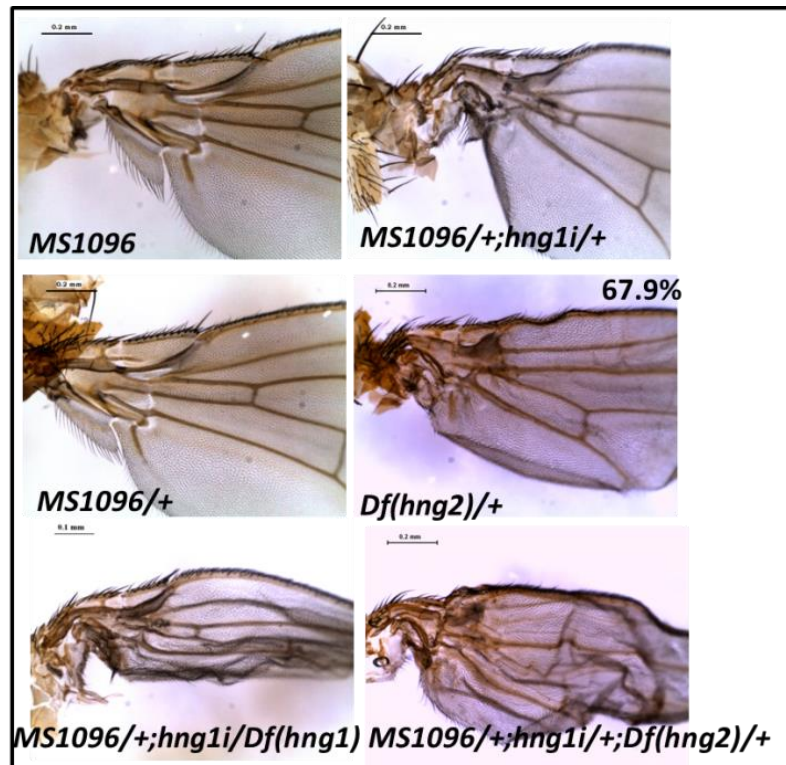 0.2 mm
0.2 mm
MS1096
MS1096/+;hng1i/+
0.2 mm
0.2 mm
67.9%
MS1096/+
Df(hng2)/+
0.1 mm
0.2 mm
MS1096/+;hng1i/Df(hng1)
MS1096/+;hng1i/+;Df(hng2)/+